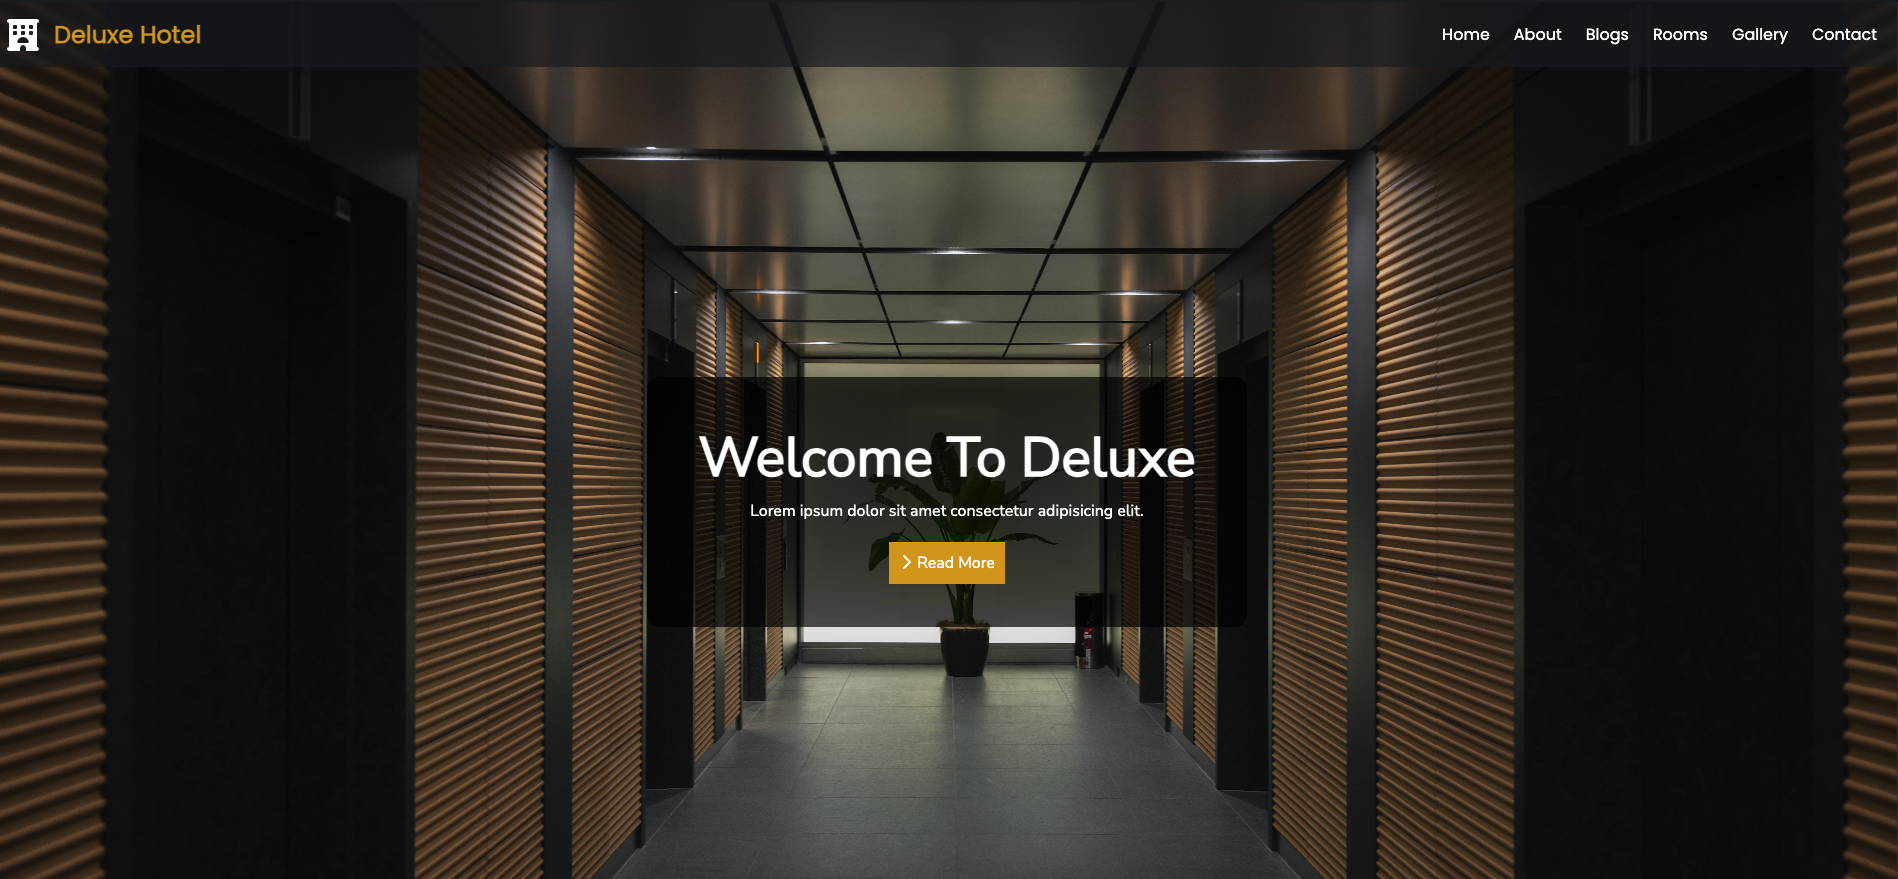 Deluxe Hotel
Home About Blogs Rooms Gallery Contact
Welcome To Deluxe
Lorem ipsum dolor sit amet consectetur adipisicing elit.
Read More